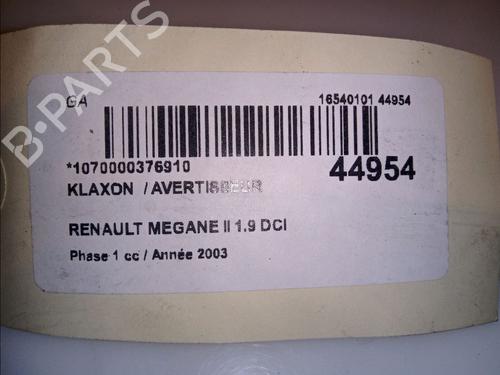 GA 16540101 44954
*1070000376910 44954
KLAXON / AVERTISSEUR
RENAULT MEGANE II 1.9 DCI
Phase 1 cc / Année 2003
B-PARTS